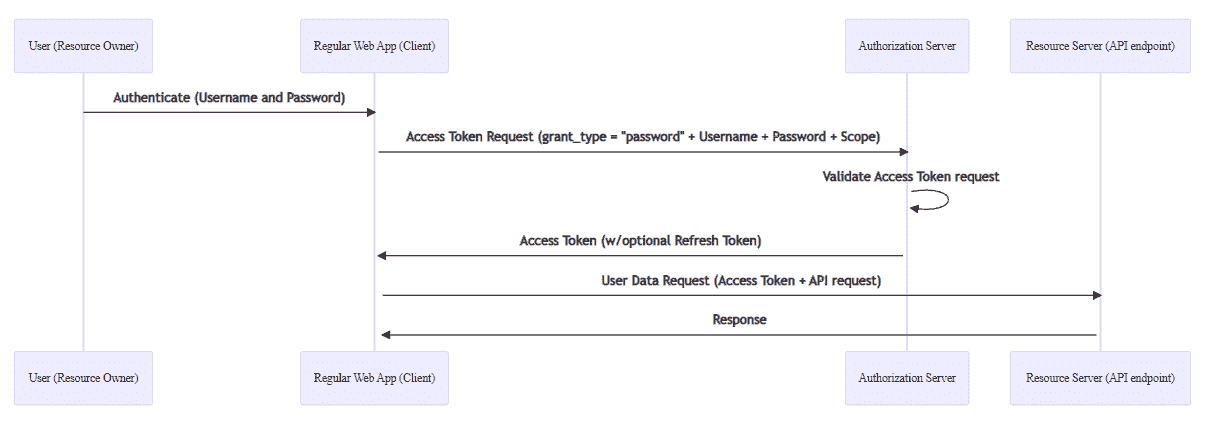 User (Resource Owner)
Regular Web App (Client)
Authorization Server
Resource Server (API endpoint)
Authenticate (Username and Password)
Access Token Request (grant_type = "password" + Username + Password + Scope)
Validate Access Token request
Access Token (w/optional Refresh Token)
User Data Request (Access Token + API request)
Response
User (Resource Owner)
Regular Web App (Client)
Authorization Server
Resource Server (API endpoint)